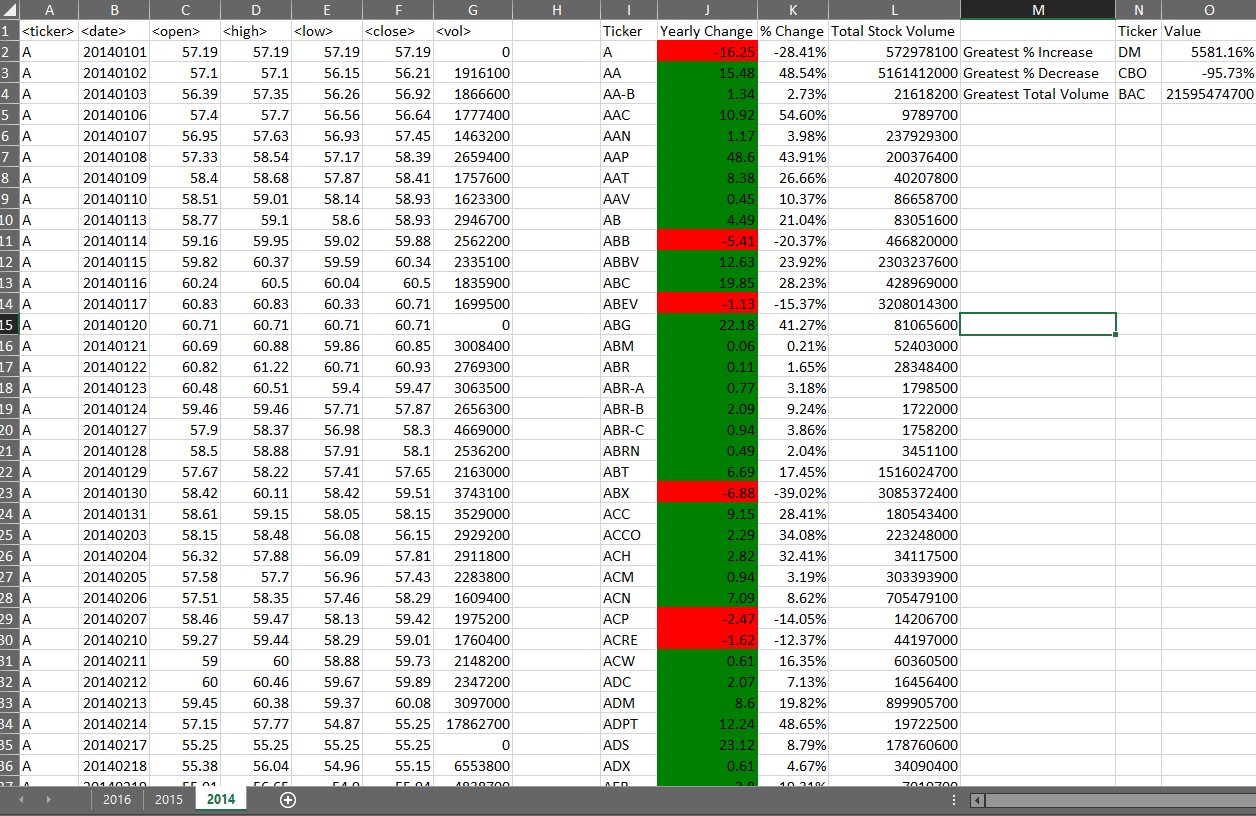 A B C D E F G H I J K L M N O
1 <ticker> <date> <open> <high> <low> <close> <vol> Ticker Yearly Change % Change Total Stock Volume Ticker Value
2 A 20140101 57.19 57.19 57.19 57.19 0 A -16.25 -28.41% 572978100 Greatest % Increase DM 5581.16%
3 A 20140102 57.1 57.1 56.15 56.21 1916100 AA 15.48 48.54% 5161412000 Greatest % Decrease CBO -95.73%
4 A 20140103 56.39 57.35 56.26 56.92 1866600 AA-B 1.34 2.73% 21618200 Greatest Total Volume BAC 21595474700
5 A 20140106 57.4 57.7 56.56 56.64 1777400 AAC 10.92 54.60% 9789700
6 A 20140107 56.95 57.63 56.93 57.45 1463200 AAN 1.17 3.98% 237929300
7 A 20140108 57.33 58.54 57.17 58.39 2659400 AAP 48.6 43.91% 200376400
8 A 20140109 58.4 58.68 57.87 58.41 1757600 AAT 8.38 26.66% 40207800
9 A 20140110 58.51 59.01 58.14 58.93 1623300 AAV 0.45 10.37% 86658700
10 A 20140113 58.77 59.1 58.6 58.93 2946700 AB 4.49 21.04% 83051600
11 A 20140114 59.16 59.95 59.02 59.88 2562200 ABB -5.41 -20.37% 466820000
12 A 20140115 59.82 60.37 59.59 60.34 2335100 ABBV 12.63 23.92% 2303237600
13 A 20140116 60.24 60.5 60.04 60.5 1835900 ABC 19.85 28.23% 428969000
14 A 20140117 60.83 60.83 60.33 60.71 1699500 ABEV -1.13 -15.37% 3208014300
15 A 20140120 60.71 60.71 60.71 60.71 0 ABG 22.18 41.27% 81065600
16 A 20140121 60.69 60.88 59.86 60.85 3008400 ABM 0.06 0.21% 52403000
17 A 20140122 60.82 61.22 60.71 60.93 2769300 ABR 0.11 1.65% 28348400
18 A 20140123 60.48 60.51 59.4 59.47 3063500 ABR-A 0.77 3.18% 1798500
19 A 20140124 59.46 59.46 57.71 57.87 2656300 ABR-B 2.09 9.24% 1722000
20 A 20140127 57.9 58.37 56.98 58.3 4669000 ABR-C 0.94 3.86% 1758200
21 A 20140128 58.5 58.88 57.91 58.1 2536200 ABRN 0.49 2.04% 3451100
22 A 20140129 57.67 58.22 57.41 57.65 2163000 ABT 6.69 17.45% 1516024700
23 A 20140130 58.42 60.11 58.42 59.51 3743100 ABX -6.88 -39.02% 3085372400
24 A 20140131 58.61 59.15 58.05 58.15 3529000 ACC 9.15 28.41% 180543400
25 A 20140203 58.15 58.48 56.08 56.15 2929200 ACCO 2.29 34.08% 223248000
26 A 20140204 56.32 57.88 56.09 57.81 2911800 ACH 2.82 32.41% 34117500
27 A 20140205 57.58 57.7 56.96 57.43 2283800 ACM 0.94 3.19% 303393900
28 A 20140206 57.51 58.35 57.46 58.29 1609400 ACN 7.09 8.62% 705479100
29 A 20140207 58.46 59.47 58.13 59.42 1975200 ACP -2.47 -14.05% 14206700
30 A 20140210 59.27 59.44 58.29 59.01 1760400 ACRE -1.62 -12.37% 44197000
31 A 20140211 59 60 58.88 59.73 2148200 ACW 0.61 16.35% 60360500
32 A 20140212 60 60.46 59.67 59.89 2347200 ADC 2.07 7.13% 16456400
33 A 20140213 59.45 60.38 59.37 60.08 3097000 ADM 8.6 19.82% 899905700
34 A 20140214 57.15 57.77 54.87 55.25 17862700 ADPT 12.24 48.65% 19722500
35 A 20140217 55.25 55.25 55.25 55.25 0 ADS 23.12 8.79% 178760600
36 A 20140218 55.38 56.04 54.96 55.15 6553800 ADX 0.61 4.67% 34090400
2016 2015 2014